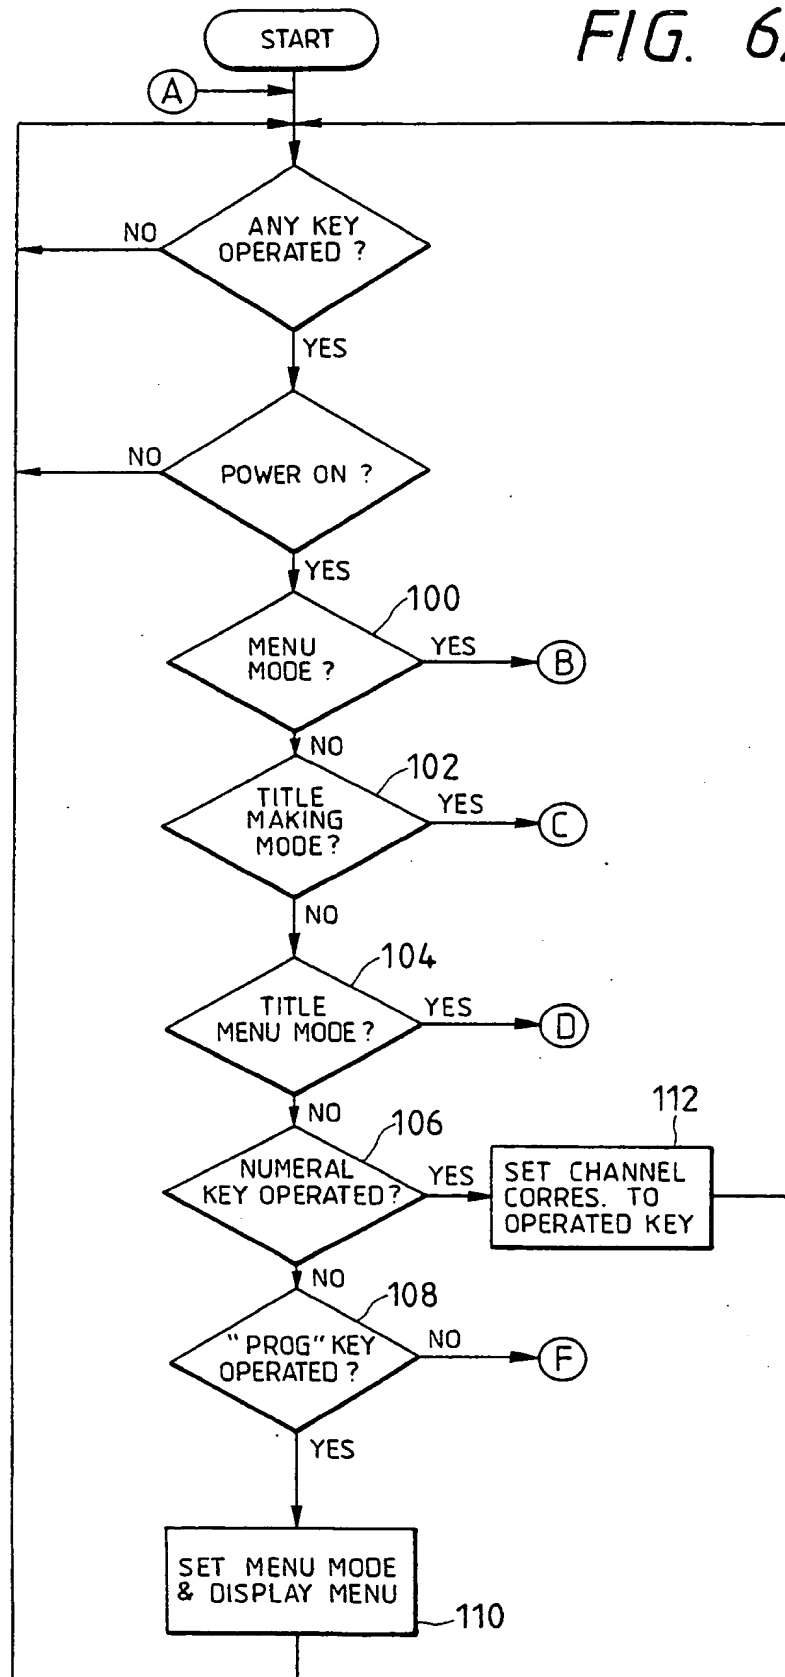 START
FIG. 6
A
ANY KEY
OPERATED ?
NO
YES
POWER ON ?
NO
YES
100
MENU
MODE ?
YES
B
NO
102
TITLE
MAKING
MODE?
YES
C
NO
104
TITLE
MENU MODE?
YES
D
NO
106
NUMERAL
KEY OPERATED?
YES
112
SET CHANNEL
CORRES. TO
OPERATED KEY
NO
108
"PROG" KEY
OPERATED ?
NO
F
YES
SET MENU MODE
& DISPLAY MENU
110